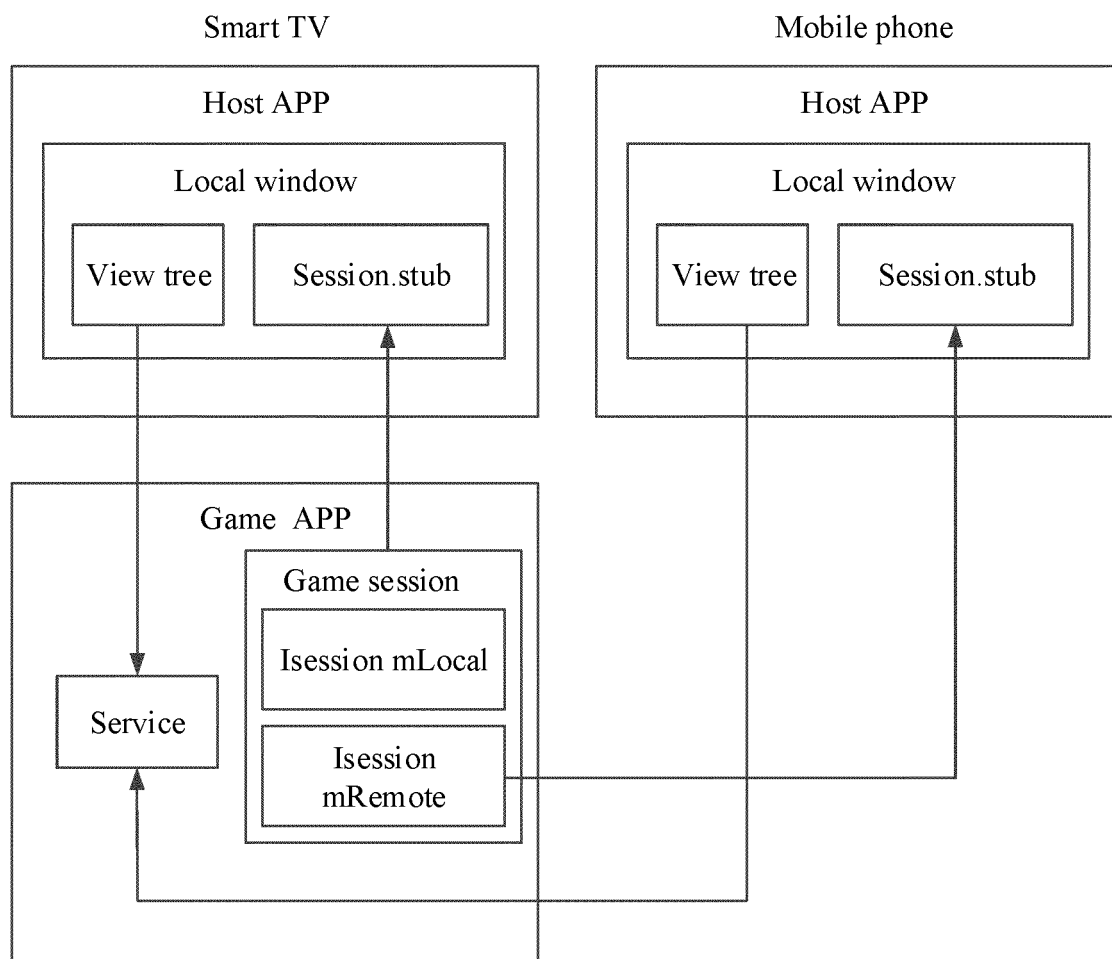 Smart TV
Mobile phone
Host APP
Host APP
Local window
Local window
View tree
Session.stub
View tree
Session.stub
Game APP
Game session
Isession mLocal
Service
Isession
mRemote